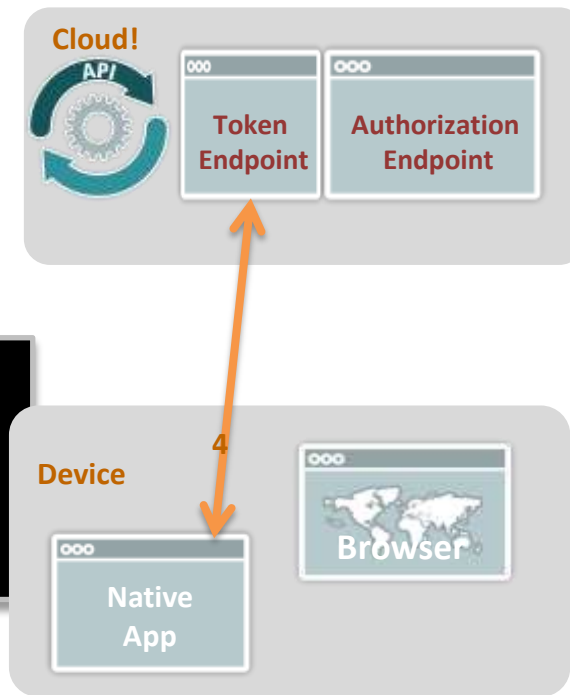 Cloud!
API
Token
Endpoint
Authorization
Endpoint
4
Device
Browser
Native
App